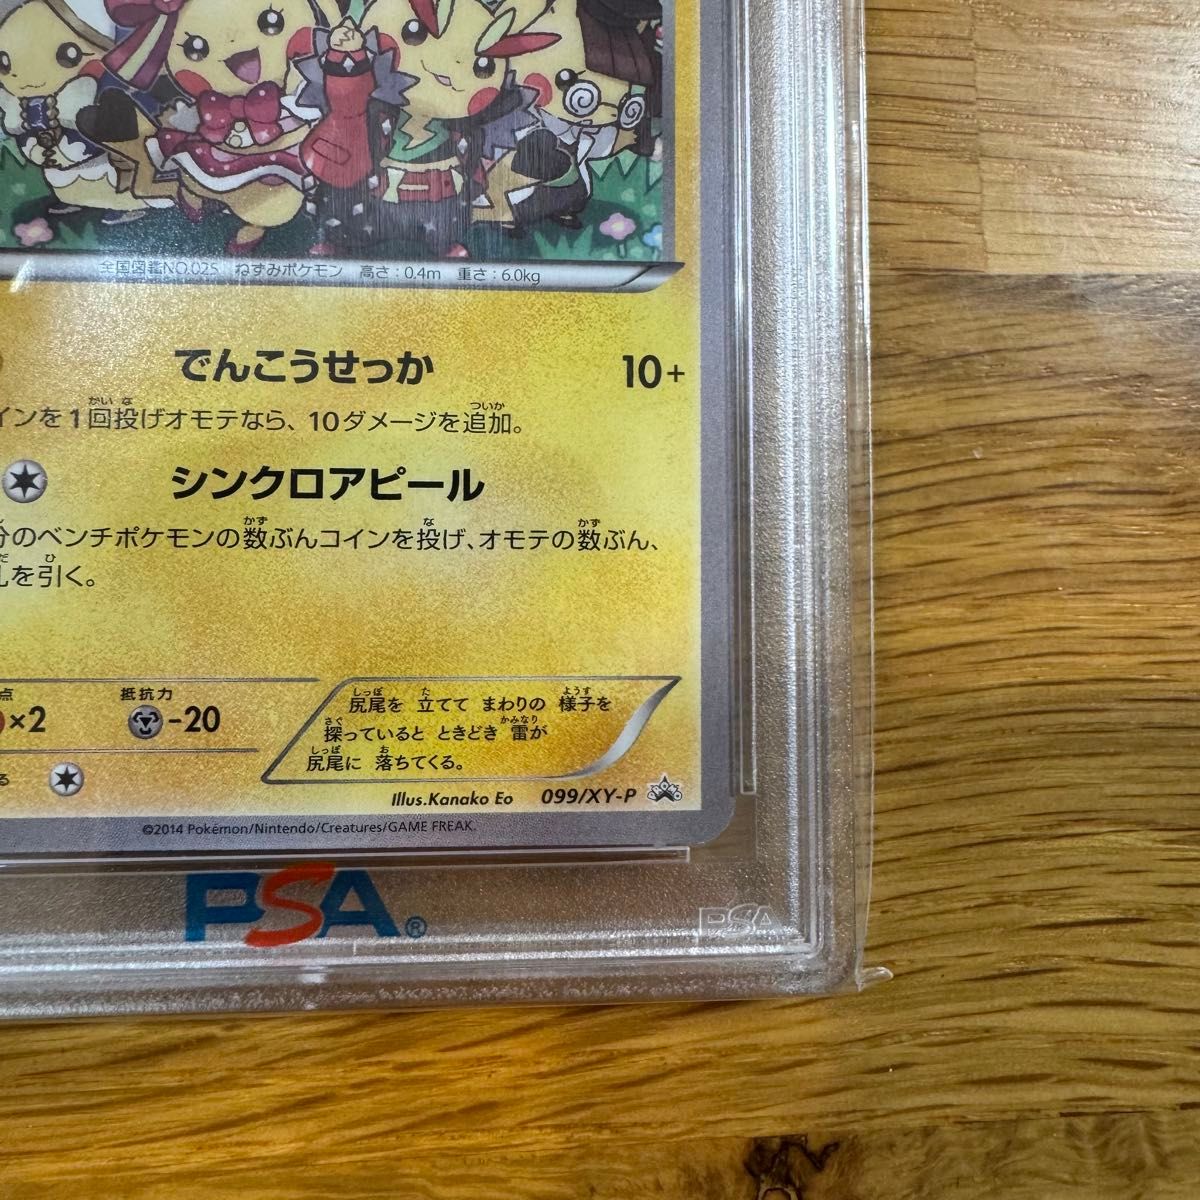 全国図鑑NO.025 ねずみポケモン 高さ：0.4m 重さ：6.0kg
でんこうせっか 10+
インを1回投げオモテなら、10ダメージを追加。
シンクロアピール
分のベンチポケモンの数ぶんコインを投げ、オモテの数ぶん、
札を引く。
点 抵抗力
×2 -20
る
尻尾を 立てて まわりの 様子を
探っていると ときどき 雷が
尻尾に 落ちてくる。
Illus.Kanako Eo 099/XY-P
©2014 Pokémon/Nintendo/Creatures/GAME FREAK.
PSA®
PSA